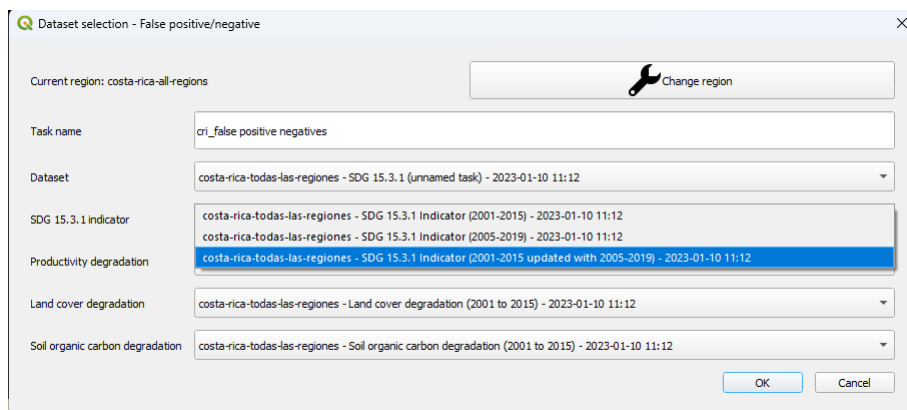 Dataset selection - False positive/negative
Current region: costa-rica-all-regions
Change region
Task name
cri_false positive negatives
Dataset
costa-rica-todas-las-regiones - SDG 15.3.1 (unnamed task) - 2023-01-10 11:12
SDG 15.3.1 indicator
costa-rica-todas-las-regiones - SDG 15.3.1 Indicator (2001-2015) - 2023-01-10 11:12
costa-rica-todas-las-regiones - SDG 15.3.1 Indicator (2005-2019) - 2023-01-10 11:12
Productivity degradation
costa-rica-todas-las-regiones - SDG 15.3.1 Indicator (2001-2015 updated with 2005-2019) - 2023-01-10 11:12
Land cover degradation
costa-rica-todas-las-regiones - Land cover degradation (2001 to 2015) - 2023-01-10 11:12
Soil organic carbon degradation
costa-rica-todas-las-regiones - Soil organic carbon degradation (2001 to 2015) - 2023-01-10 11:12
OK
Cancel